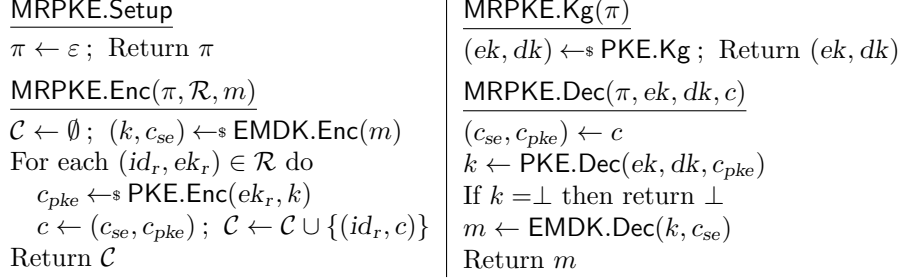 MRPKE.Setup
π ← ε ; Return π
MRPKE.Enc(π, R, m)
C ← ∅ ; (k, c_se) ←$ EMDK.Enc(m)
For each (id_r, ek_r) ∈ R do
c_pke ←$ PKE.Enc(ek_r, k)
c ← (c_se, c_pke) ; C ← C ∪ {(id_r, c)}
Return C
MRPKE.Kg(π)
(ek, dk) ←$ PKE.Kg ; Return (ek, dk)
MRPKE.Dec(π, ek, dk, c)
(c_se, c_pke) ← c
k ← PKE.Dec(ek, dk, c_pke)
If k =⊥ then return ⊥
m ← EMDK.Dec(k, c_se)
Return m